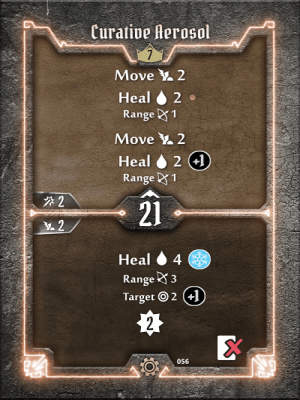 Curative Aerosol
7
Move 2
Heal 2
Range 1
Move 2
Heal 2 +1
Range 1
2
21
2
Heal 4
Range 3
Target 2 +1
2
056